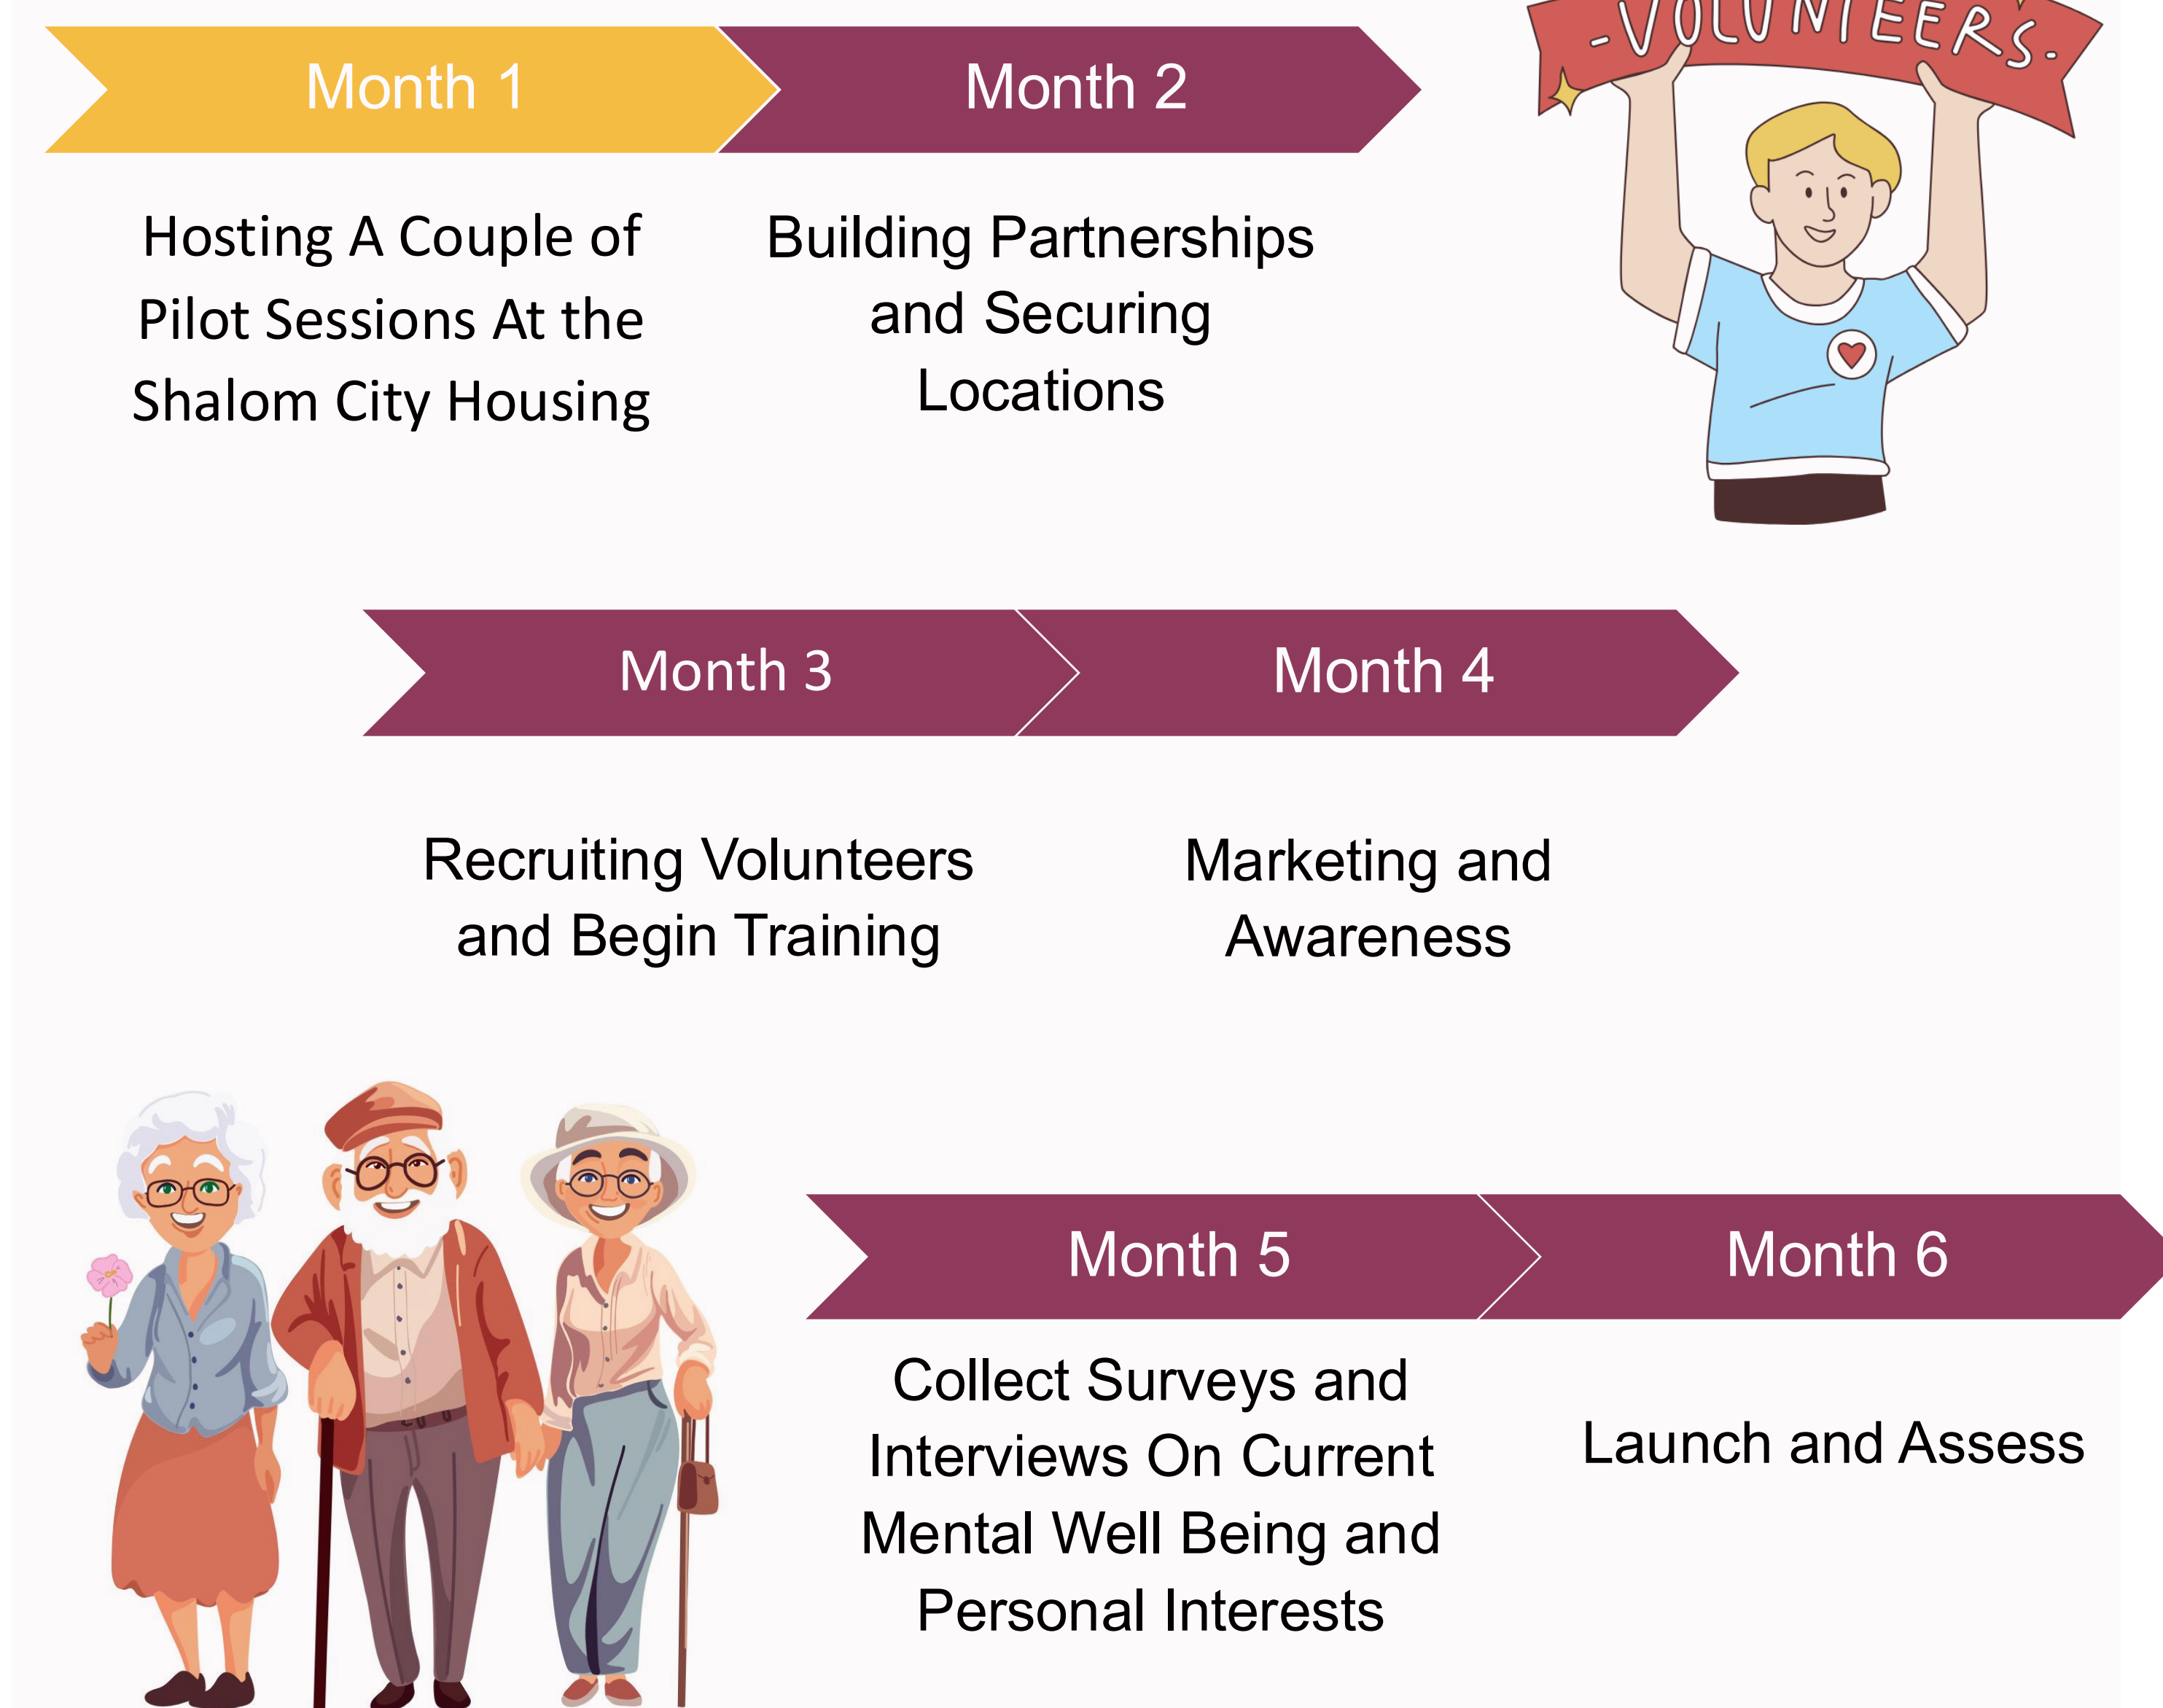 -VOLUNTEERS-
Month 1
Month 2
Hosting A Couple of
Pilot Sessions At the
Shalom City Housing
Building Partnerships
and Securing
Locations
Month 3
Month 4
Recruiting Volunteers
and Begin Training
Marketing and
Awareness
Month 5
Month 6
Collect Surveys and
Interviews On Current
Mental Well Being and
Personal Interests
Launch and Assess